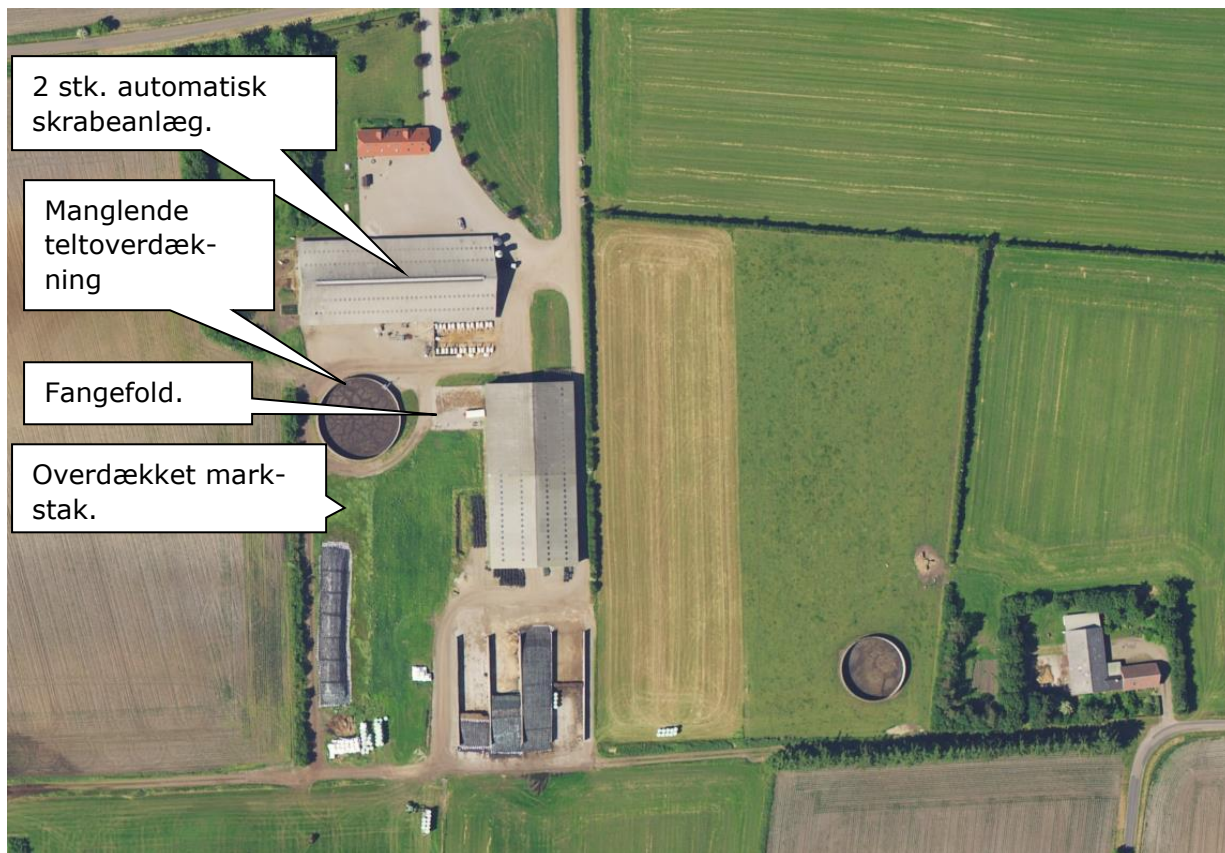 2 stk. automatisk
skrabeanlæg.
Manglende
teltoverdæk-
ning
Fangefold.
Overdækket mark-
stak.